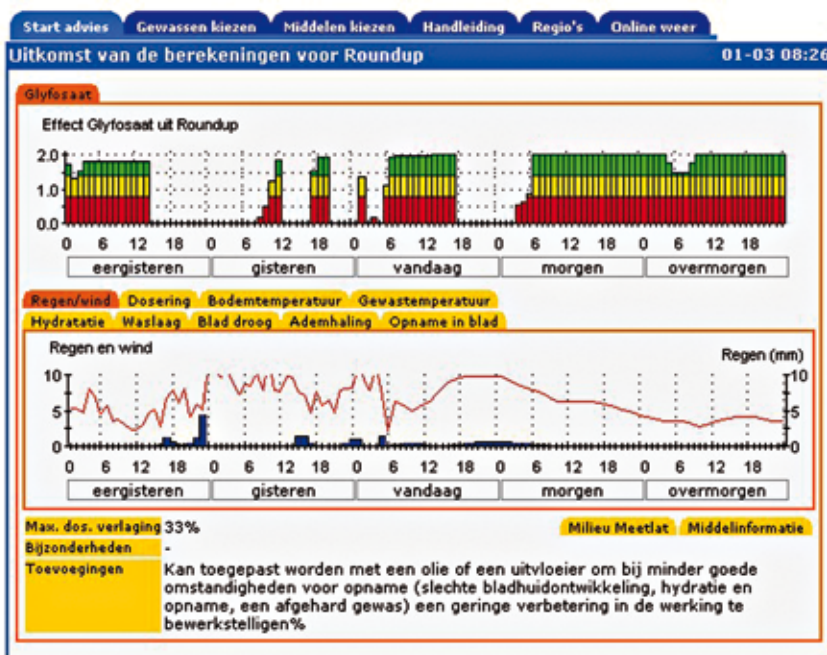 Start advies Gewassen kiezen Middelen kiezen Handleiding Regio's Online weer
Uitkomst van de berekeningen voor Roundup 01-03 08:26
Glyfosaat
Effect Glyfosaat uit Roundup
2.0
1.0
0.0
0 6 12 18 0 6 12 18 0 6 12 18 0 6 12 18 0 6 12 18
eergisteren gisteren vandaag morgen overmorgen
Regen/wind Dosering Bodemtemperatuur Gewastemperatuur
Hydratatie Waslaag Blad droog Ademhaling Opname in blad
Regen en wind Regen (mm)
10 10
5 5
0 0
0 6 12 18 0 6 12 18 0 6 12 18 0 6 12 18 0 6 12 18
eergisteren gisteren vandaag morgen overmorgen
Max. dos. verlaging 33% Milieu Meetlat Middelinformatie
Bijzonderheden -
Toevoegingen Kan toegepast worden met een olie of een uitvloeier om bij minder goede
omstandigheden voor opname (slechte bladhuidontwikkeling, hydratie en
opname, een afgehard gewas) een geringe verbetering in de werking te
bewerkstelligen%